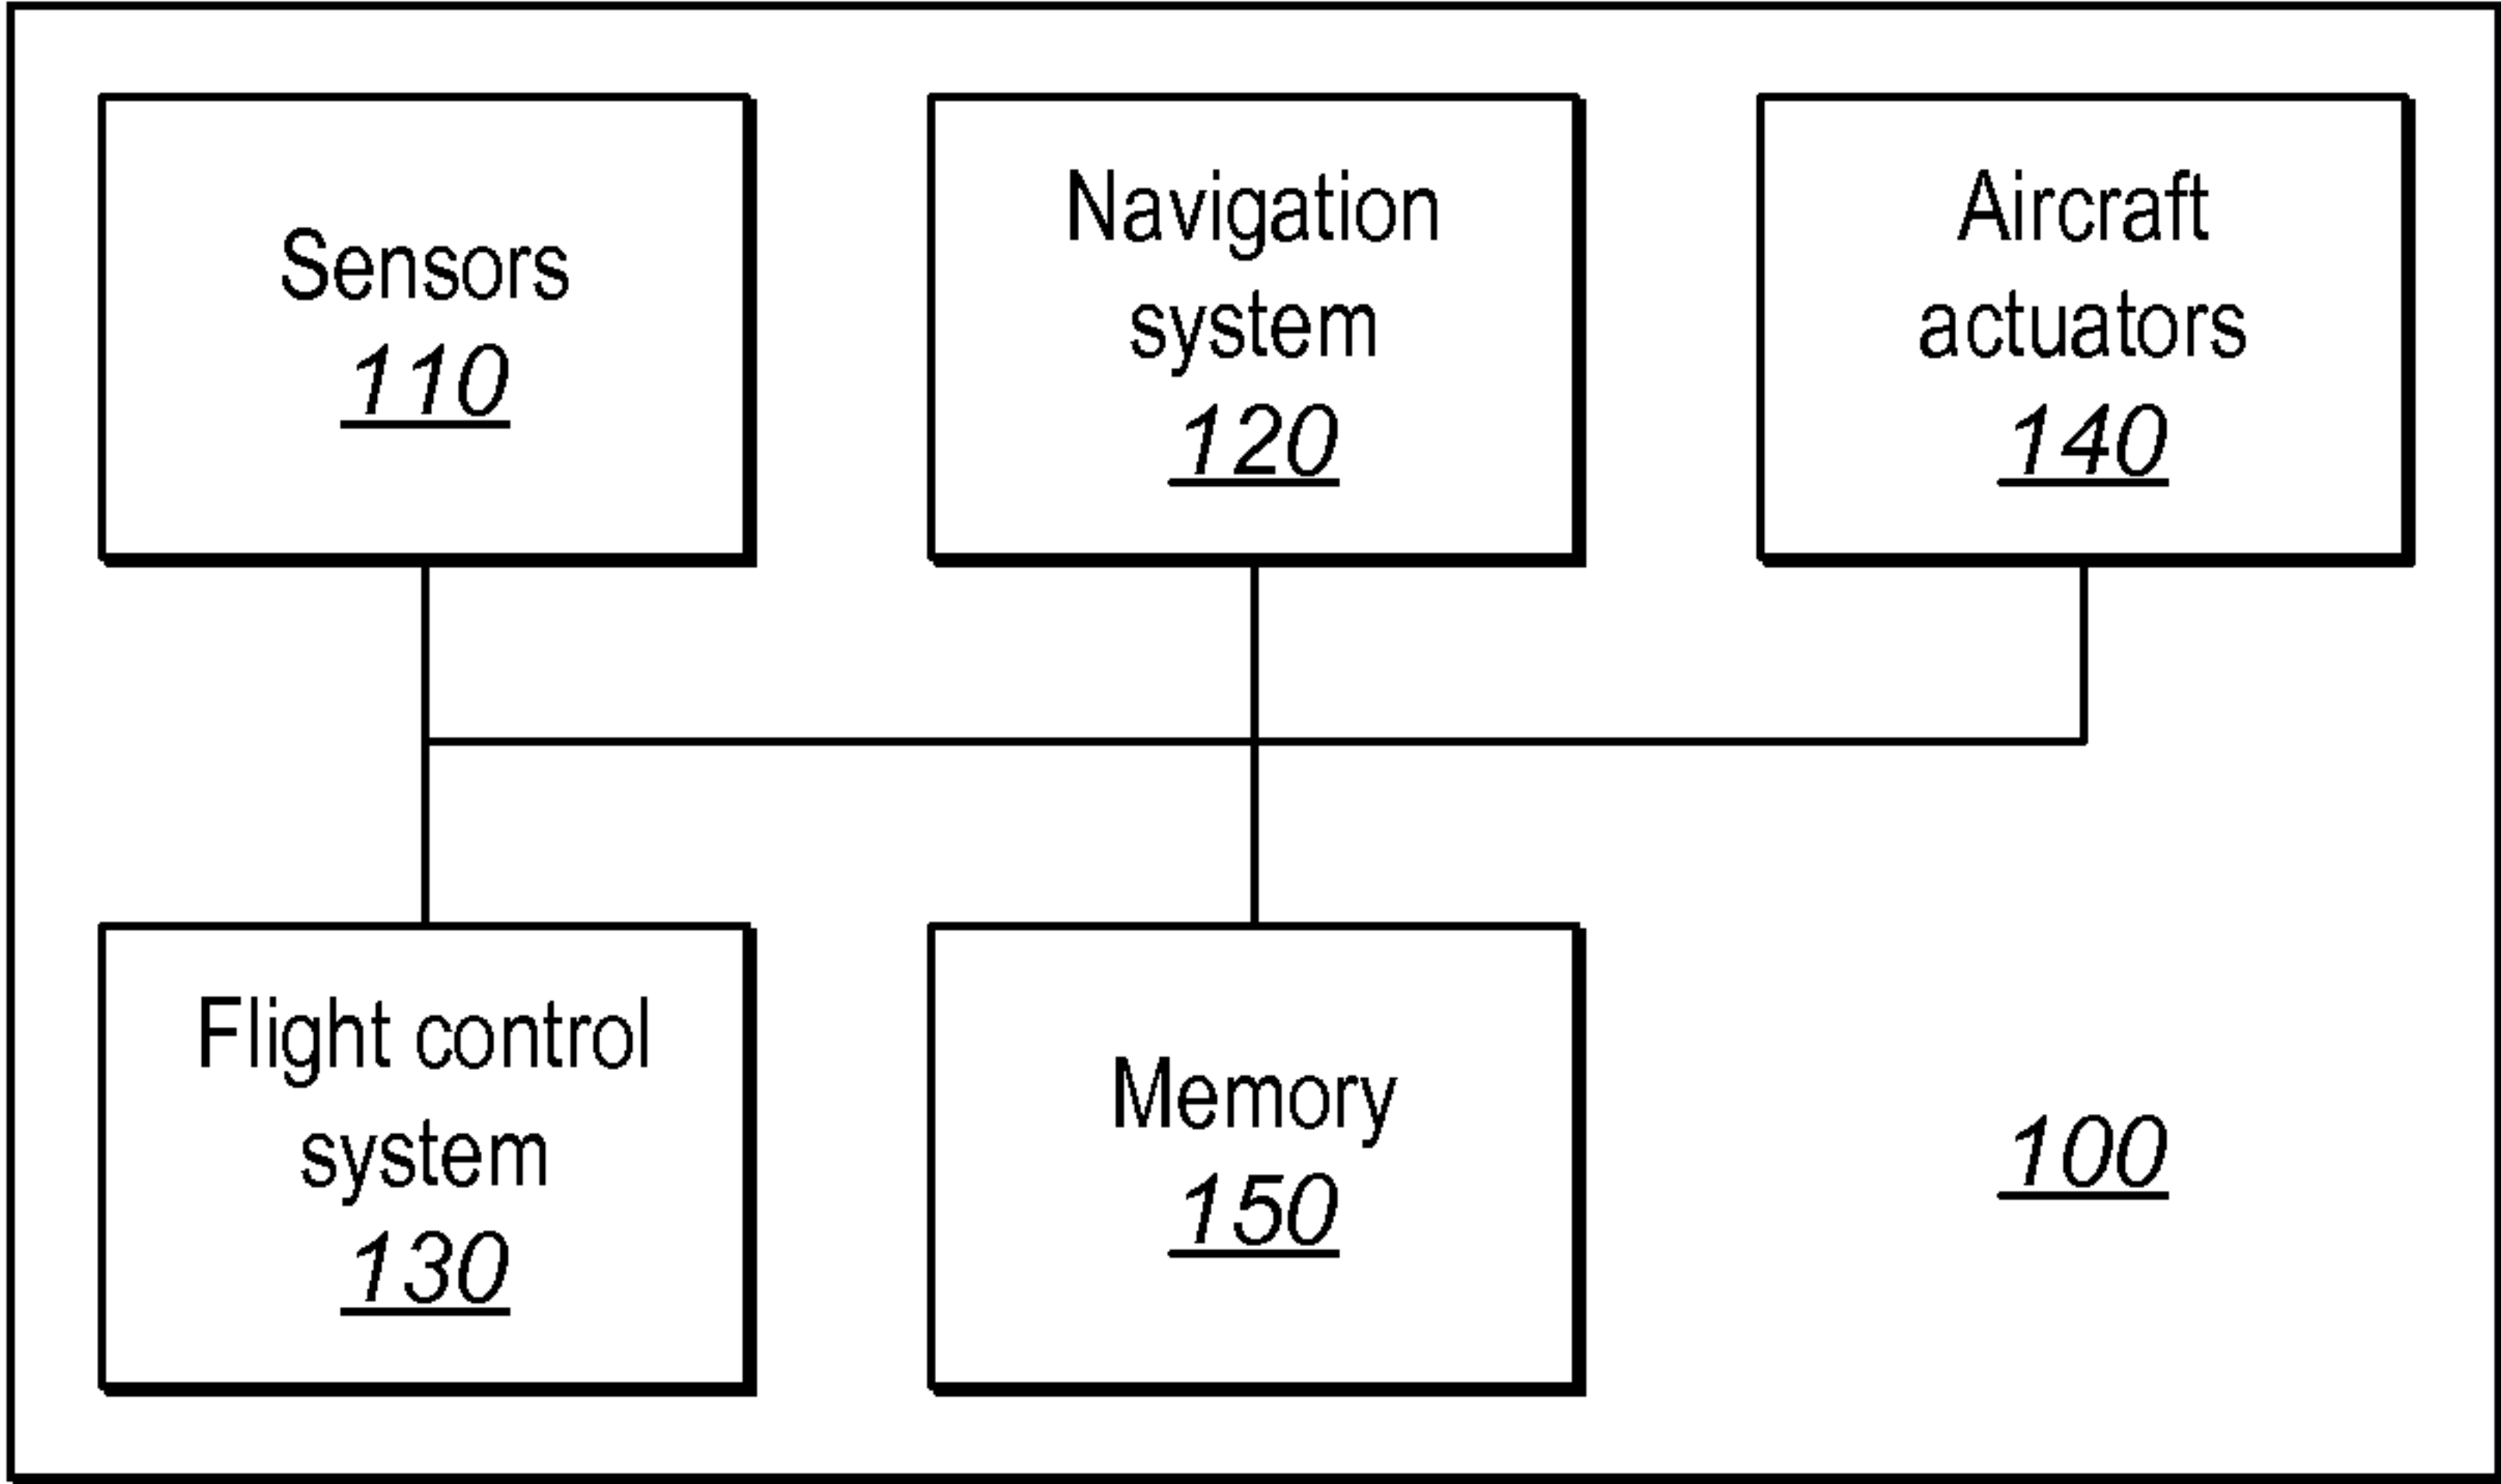 Sensors
110
Navigation
system
120
Aircraft
actuators
140
Flight control
system
130
Memory
150
100